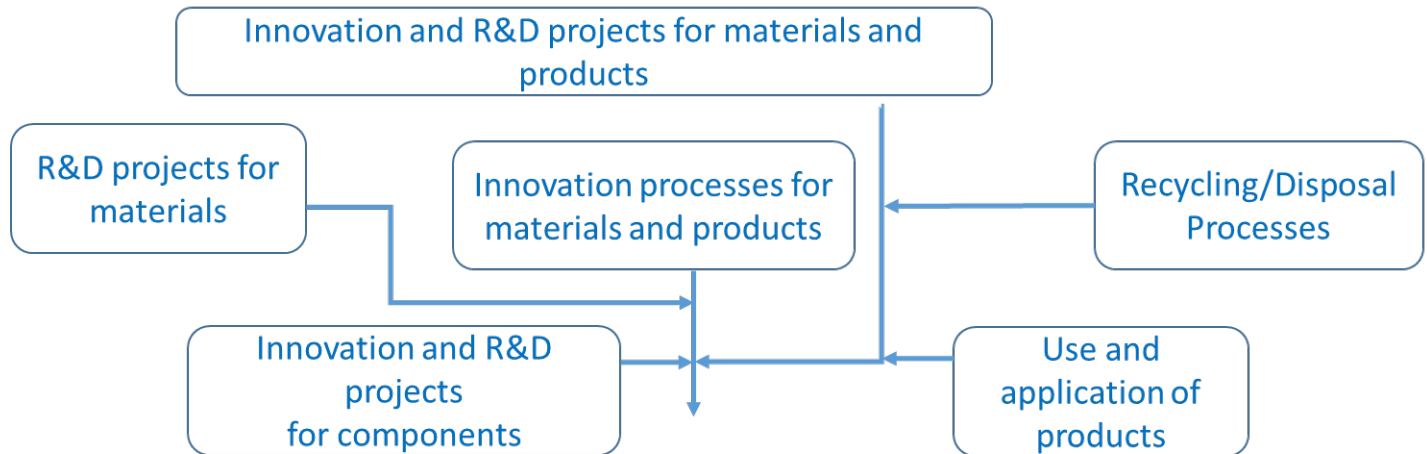 Innovation and R&D projects for materials and
products
R&D projects for
materials
Innovation processes for
materials and products
Recycling/Disposal
Processes
Innovation and R&D
projects
for components
Use and
application of
products